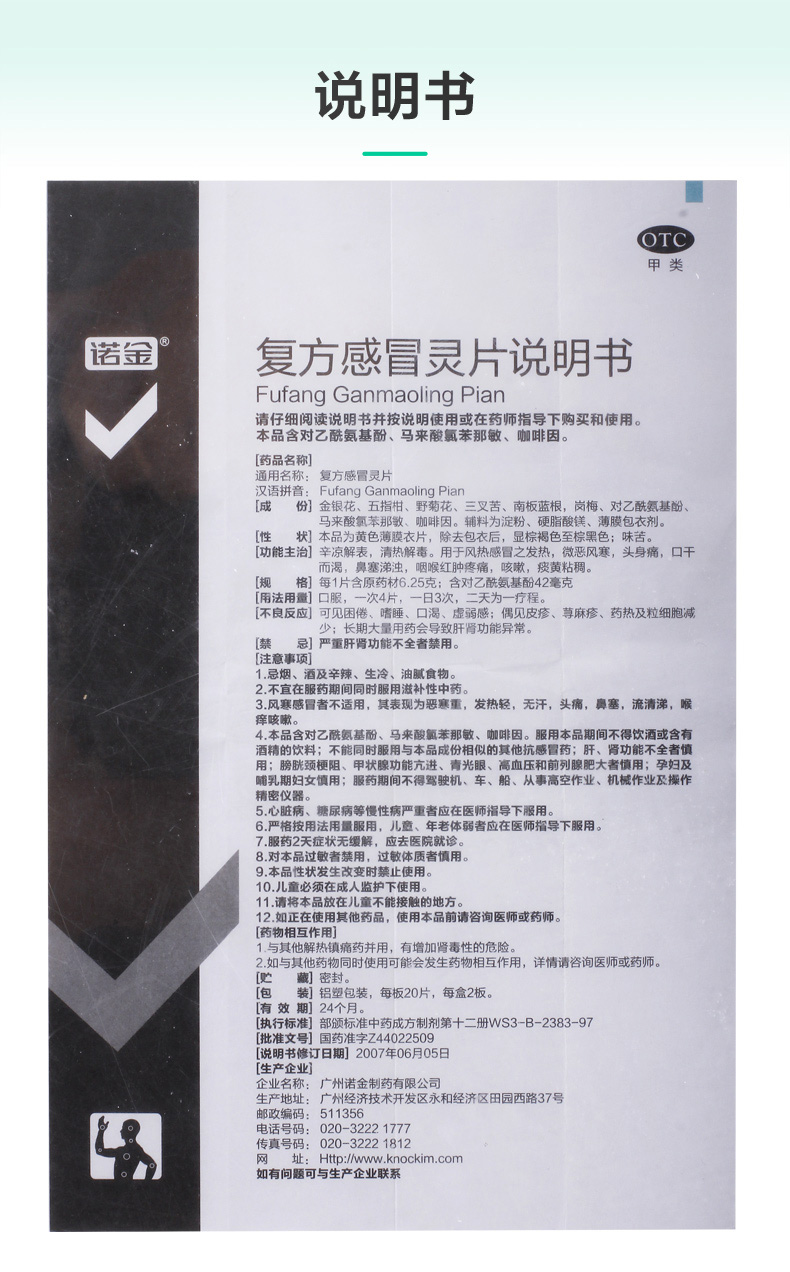 说明书
OTC
甲类
诺金®
复方感冒灵片说明书
Fufang Ganmaoling Pian
请仔细阅读说明书并按说明使用或在药师指导下购买和使用。
本品含对乙酰氨基酚、马来酸氯苯那敏、咖啡因。
[药品名称]
通用名称：复方感冒灵片
汉语拼音：Fufang Ganmaoling Pian
[成　份] 金银花、五指柑、野菊花、三叉苦、南板蓝根，岗梅、对乙酰氨基酚、
马来酸氯苯那敏、咖啡因。辅料为淀粉、硬脂酸镁、薄膜包衣剂。
[性　状] 本品为黄色薄膜衣片，除去包衣后，显棕褐色至棕黑色；味苦。
[功能主治] 辛凉解表，清热解毒。用于风热感冒之发热，微恶风寒，头身痛，口干
而渴，鼻塞涕浊，咽喉红肿疼痛，咳嗽，痰黄粘稠。
[规　格] 每1片含原药材6.25克；含对乙酰氨基酚42毫克
[用法用量] 口服，一次4片，一日3次，二天为一疗程。
[不良反应] 可见困倦、嗜睡、口渴、虚弱感；偶见皮疹、荨麻疹、药热及粒细胞减
少；长期大量用药会导致肝肾功能异常。
[禁　忌] 严重肝肾功能不全者禁用。
[注意事项]
1.忌烟、酒及辛辣、生冷、油腻食物。
2.不宜在服药期间同时服用滋补性中药。
3.风寒感冒者不适用，其表现为恶寒重，发热轻，无汗，头痛，鼻塞，流清涕，喉
痒咳嗽。
4.本品含对乙酰氨基酚、马来酸氯苯那敏、咖啡因。服用本品期间不得饮酒或含有
酒精的饮料；不能同时服用与本品成份相似的其他抗感冒药；肝、肾功能不全者慎
用；膀胱颈梗阻、甲状腺功能亢进、青光眼、高血压和前列腺肥大者慎用；孕妇及
哺乳期妇女慎用；服药期间不得驾驶机、车、船、从事高空作业、机械作业及操作
精密仪器。
5.心脏病、糖尿病等慢性病严重者应在医师指导下服用。
6.严格按用法用量服用，儿童、年老体弱者应在医师指导下服用。
7.服药2天症状无缓解，应去医院就诊。
8.对本品过敏者禁用，过敏体质者慎用。
9.本品性状发生改变时禁止使用。
10.儿童必须在成人监护下使用。
11.请将本品放在儿童不能接触的地方。
12.如正在使用其他药品，使用本品前请咨询医师或药师。
[药物相互作用]
1.与其他解热镇痛药并用，有增加肾毒性的危险。
2.如与其他药物同时使用可能会发生药物相互作用，详情请咨询医师或药师。
[贮　藏] 密封。
[包　装] 铝塑包装，每板20片，每盒2板。
[有 效 期] 24个月。
[执行标准] 部颁标准中药成方制剂第十二册WS3-B-2383-97
[批准文号] 国药准字Z44022509
[说明书修订日期] 2007年06月05日
[生产企业]
企业名称：广州诺金制药有限公司
生产地址：广州经济技术开发区永和经济区田园西路37号
邮政编码：511356
电话号码：020-3222 1777
传真号码：020-3222 1812
网　址：Http://www.knockim.com
如有问题可与生产企业联系